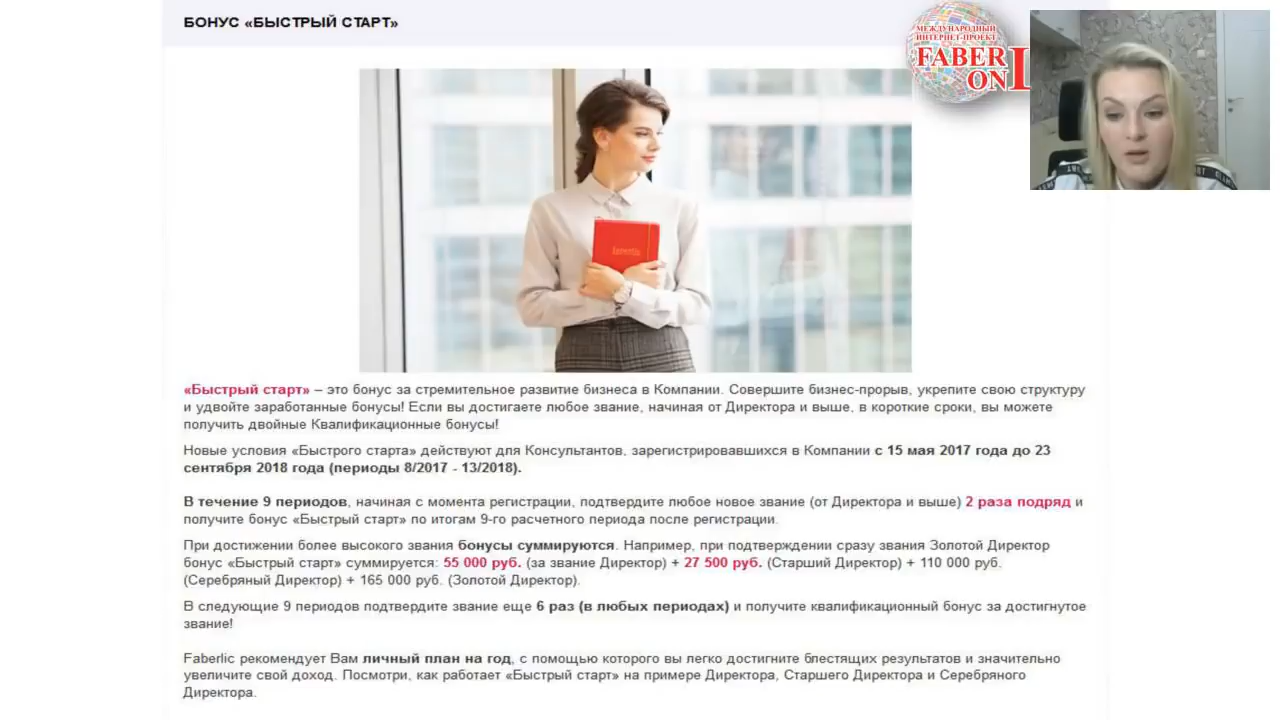 БОНУС «БЫСТРЫЙ СТАРТ»
МЕЖДУНАРОДНЫЙ
ИНТЕРНЕТ-ПРОЕКТ
FABER
ONLI
«Быстрый старт» – это бонус за стремительное развитие бизнеса в Компании. Совершите бизнес-прорыв, укрепите свою структуру
и удвойте заработанные бонусы! Если вы достигаете любое звание, начиная от Директора и выше, в короткие сроки, вы можете
получить двойные Квалификационные бонусы!
Новые условия «Быстрого старта» действуют для Консультантов, зарегистрировавшихся в Компании с 15 мая 2017 года до 23
сентября 2018 года (периоды 8/2017 - 13/2018).
В течение 9 периодов, начиная с момента регистрации, подтвердите любое новое звание (от Директора и выше) 2 раза подряд и
получите бонус «Быстрый старт» по итогам 9-го расчетного периода после регистрации.
При достижении более высокого звания бонусы суммируются. Например, при подтверждении сразу звания Золотой Директор
бонус «Быстрый старт» суммируется: 55 000 руб. (за звание Директор) + 27 500 руб. (Старший Директор) + 110 000 руб.
(Серебряный Директор) + 165 000 руб. (Золотой Директор).
В следующие 9 периодов подтвердите звание еще 6 раз (в любых периодах) и получите квалификационный бонус за достигнутое
звание!
Faberlic рекомендует Вам личный план на год, с помощью которого вы легко достигните блестящих результатов и значительно
увеличите свой доход. Посмотри, как работает «Быстрый старт» на примере Директора, Старшего Директора и Серебряного
Директора.